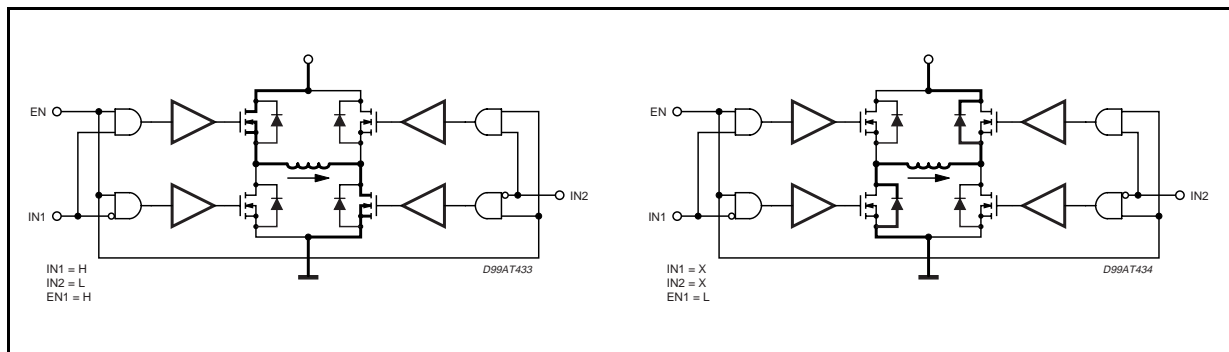 EN
IN1
IN2
IN1 = H
IN2 = L
EN1 = H
D99AT433
EN
IN1
IN2
IN1 = X
IN2 = X
EN1 = L
D99AT434